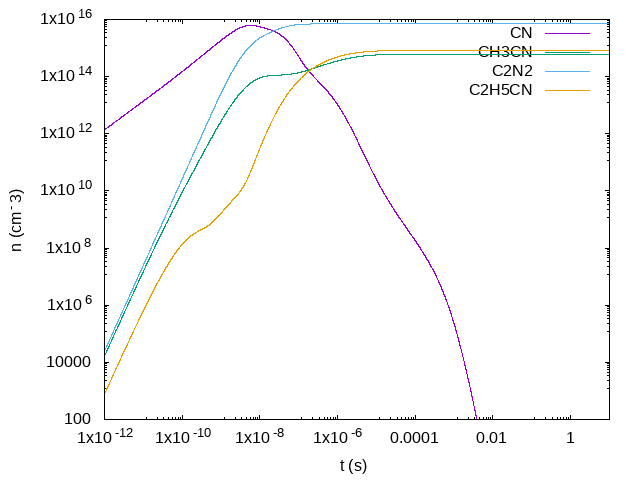 1x10^16
1x10^14
1x10^12
1x10^10
1x10^8
1x10^6
10000
100
n (cm^-3)
CN
CH3CN
C2N2
C2H5CN
1x10^-12 1x10^-10 1x10^-8 1x10^-6 0.0001 0.01 1
t (s)